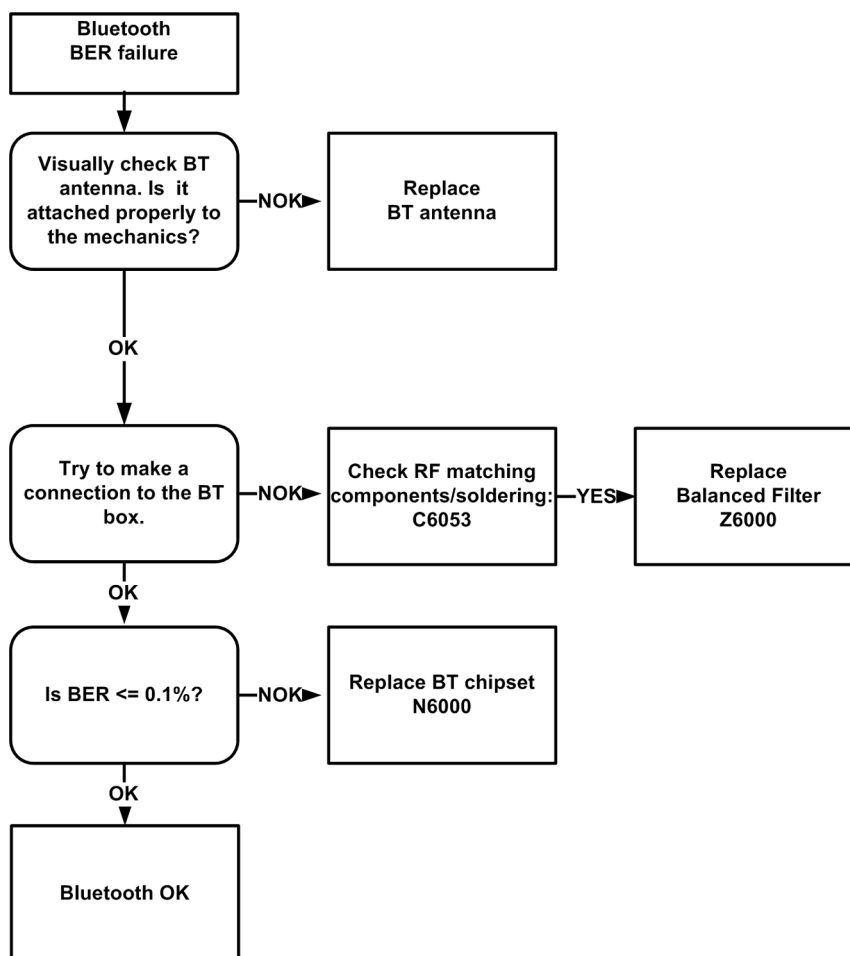 Bluetooth
BER failure
Visually check BT
antenna. Is it
attached properly to
the mechanics?
NOK
Replace
BT antenna
OK
Try to make a
connection to the BT
box.
NOK
Check RF matching
components/soldering:
C6053
YES
Replace
Balanced Filter
Z6000
OK
Is BER <= 0.1%?
NOK
Replace BT chipset
N6000
OK
Bluetooth OK